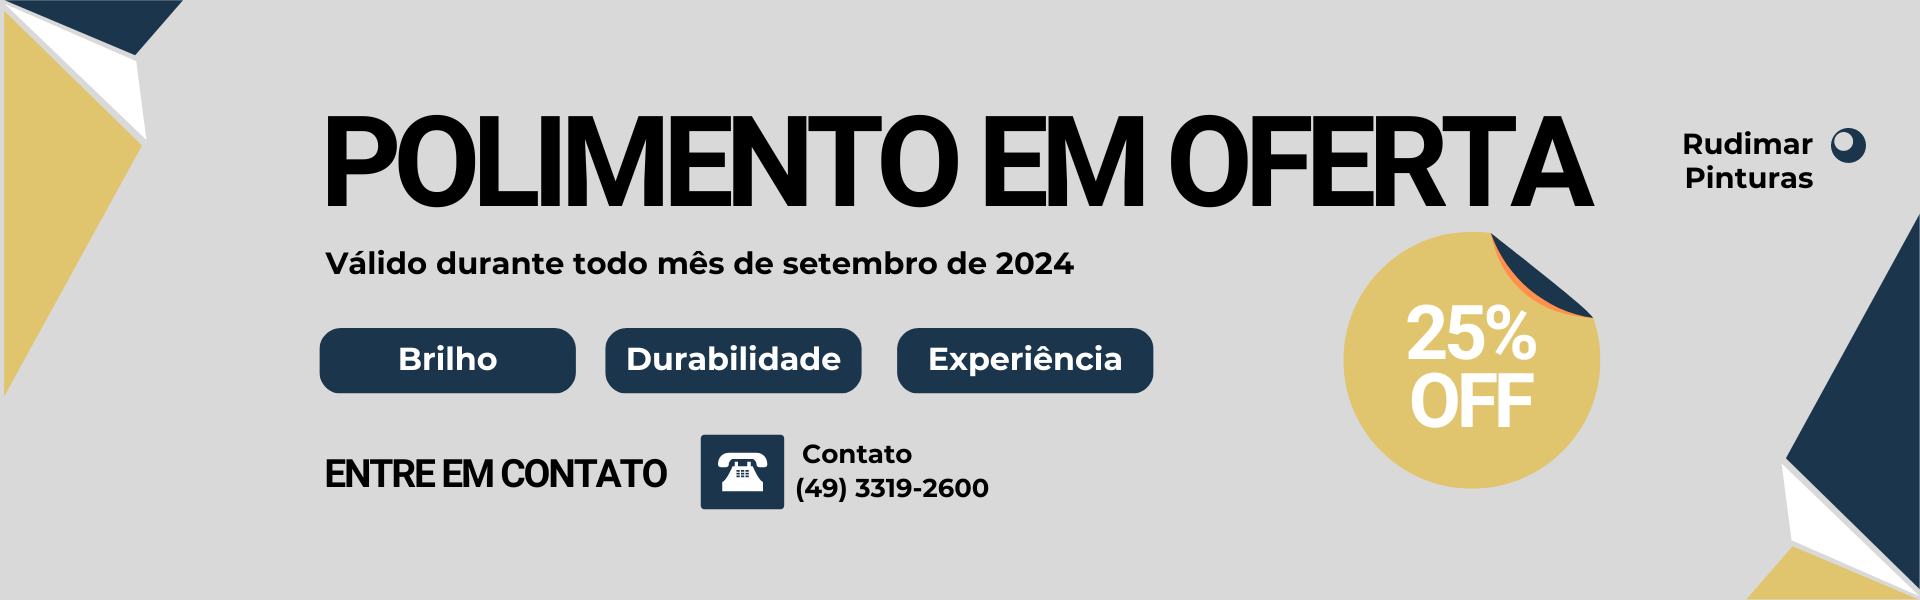 POLIMENTO EM OFERTA
Rudimar
Pinturas
Válido durante todo mês de setembro de 2024
25%
OFF
Brilho
Durabilidade
Experiência
ENTRE EM CONTATO
Contato
(49) 3319-2600